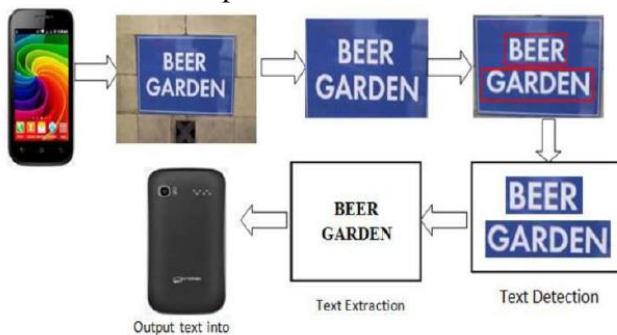 BEER
GARDEN
BEER
GARDEN
BEER
GARDEN
BEER
GARDEN
BEER
GARDEN
Text Extraction
Text Detection
Output text into